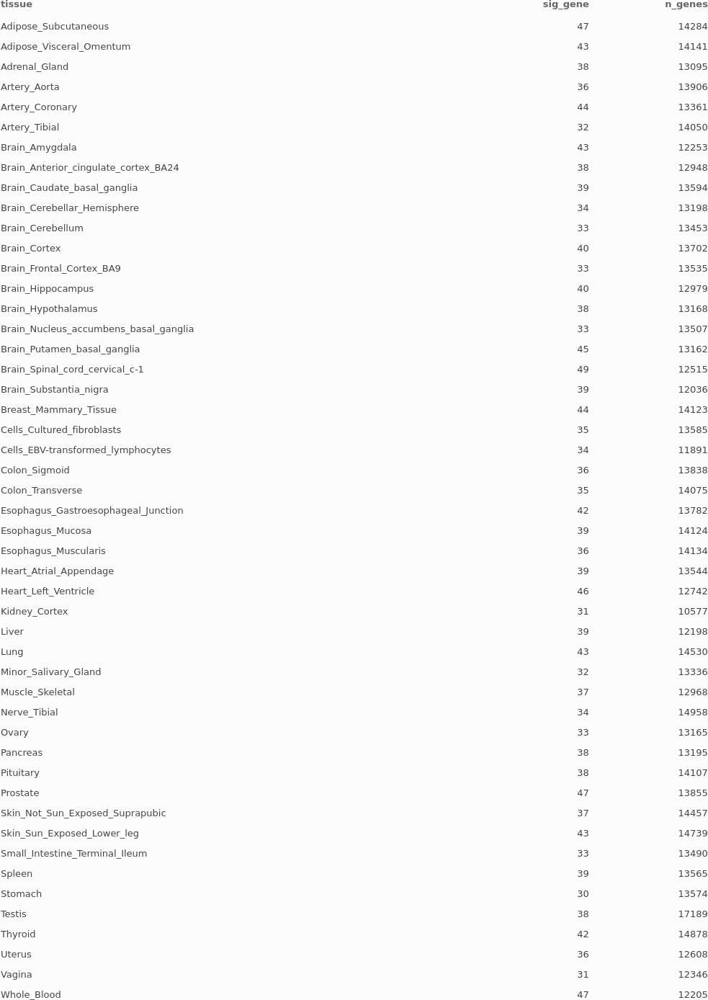 tissue sig_gene n_genes
Adipose_Subcutaneous 47 14284
Adipose_Visceral_Omentum 43 14141
Adrenal_Gland 38 13095
Artery_Aorta 36 13906
Artery_Coronary 44 13361
Artery_Tibial 32 14050
Brain_Amygdala 43 12253
Brain_Anterior_cingulate_cortex_BA24 38 12948
Brain_Caudate_basal_ganglia 39 13594
Brain_Cerebellar_Hemisphere 34 13198
Brain_Cerebellum 33 13453
Brain_Cortex 40 13702
Brain_Frontal_Cortex_BA9 33 13535
Brain_Hippocampus 40 12979
Brain_Hypothalamus 38 13168
Brain_Nucleus_accumbens_basal_ganglia 33 13507
Brain_Putamen_basal_ganglia 45 13162
Brain_Spinal_cord_cervical_c-1 49 12515
Brain_Substantia_nigra 39 12036
Breast_Mammary_Tissue 44 14123
Cells_Cultured_fibroblasts 35 13585
Cells_EBV-transformed_lymphocytes 34 11891
Colon_Sigmoid 36 13838
Colon_Transverse 35 14075
Esophagus_Gastroesophageal_Junction 42 13782
Esophagus_Mucosa 39 14124
Esophagus_Muscularis 36 14134
Heart_Atrial_Appendage 39 13544
Heart_Left_Ventricle 46 12742
Kidney_Cortex 31 10577
Liver 39 12198
Lung 43 14530
Minor_Salivary_Gland 32 13336
Muscle_Skeletal 37 12968
Nerve_Tibial 34 14958
Ovary 33 13165
Pancreas 38 13195
Pituitary 38 14107
Prostate 47 13855
Skin_Not_Sun_Exposed_Suprapubic 37 14457
Skin_Sun_Exposed_Lower_leg 43 14739
Small_Intestine_Terminal_Ileum 33 13490
Spleen 39 13565
Stomach 30 13574
Testis 38 17189
Thyroid 42 14878
Uterus 36 12608
Vagina 31 12346
Whole_Blood 47 12205